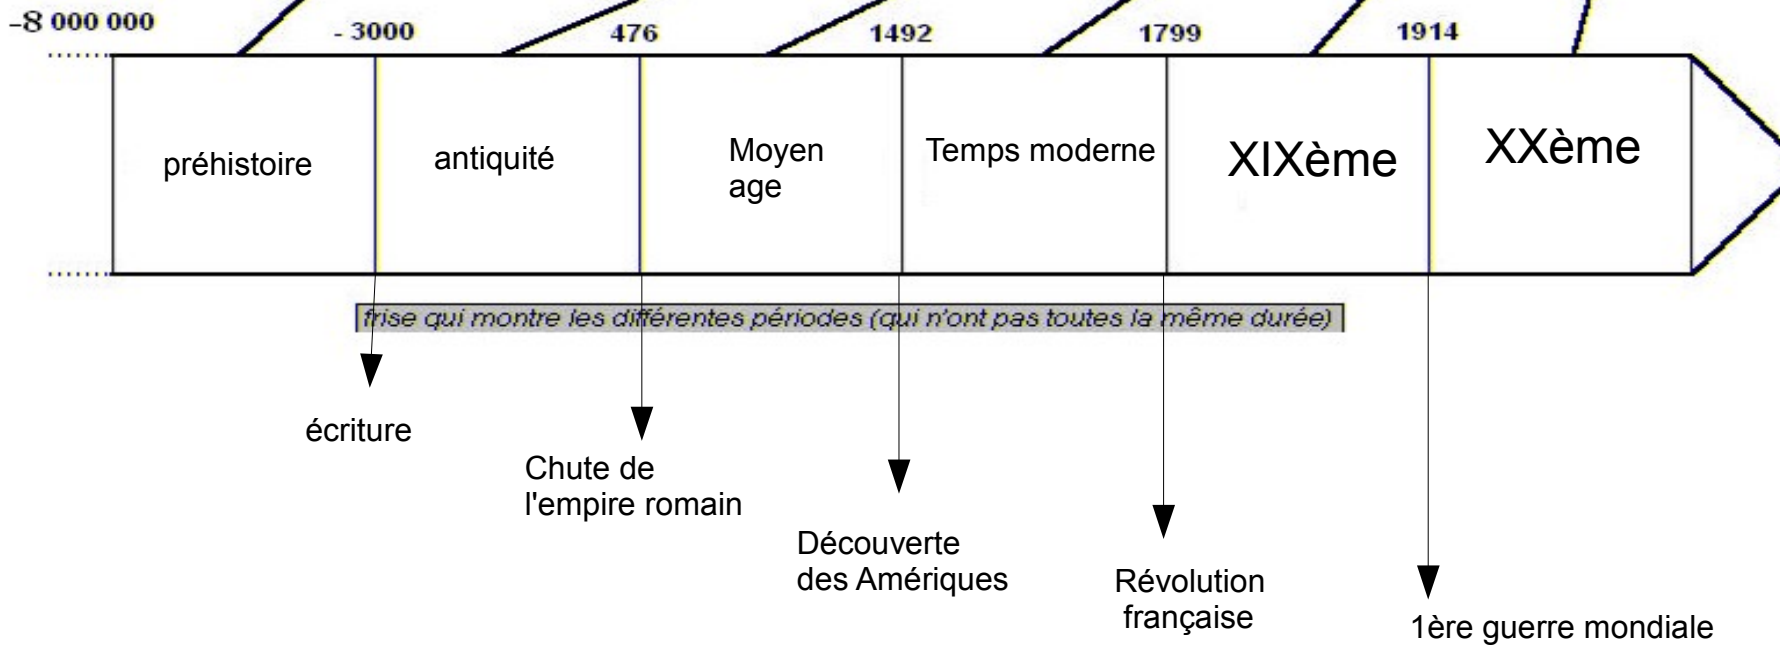 -8 000 000
- 3000
476
1492
1799
1914
préhistoire
antiquité
Moyen
age
Temps moderne
XIXème
XXème
frise qui montre les différentes périodes (qui n'ont pas toutes la même durée)
écriture
Chute de
l'empire romain
Découverte
des Amériques
Révolution
française
1ère guerre mondiale